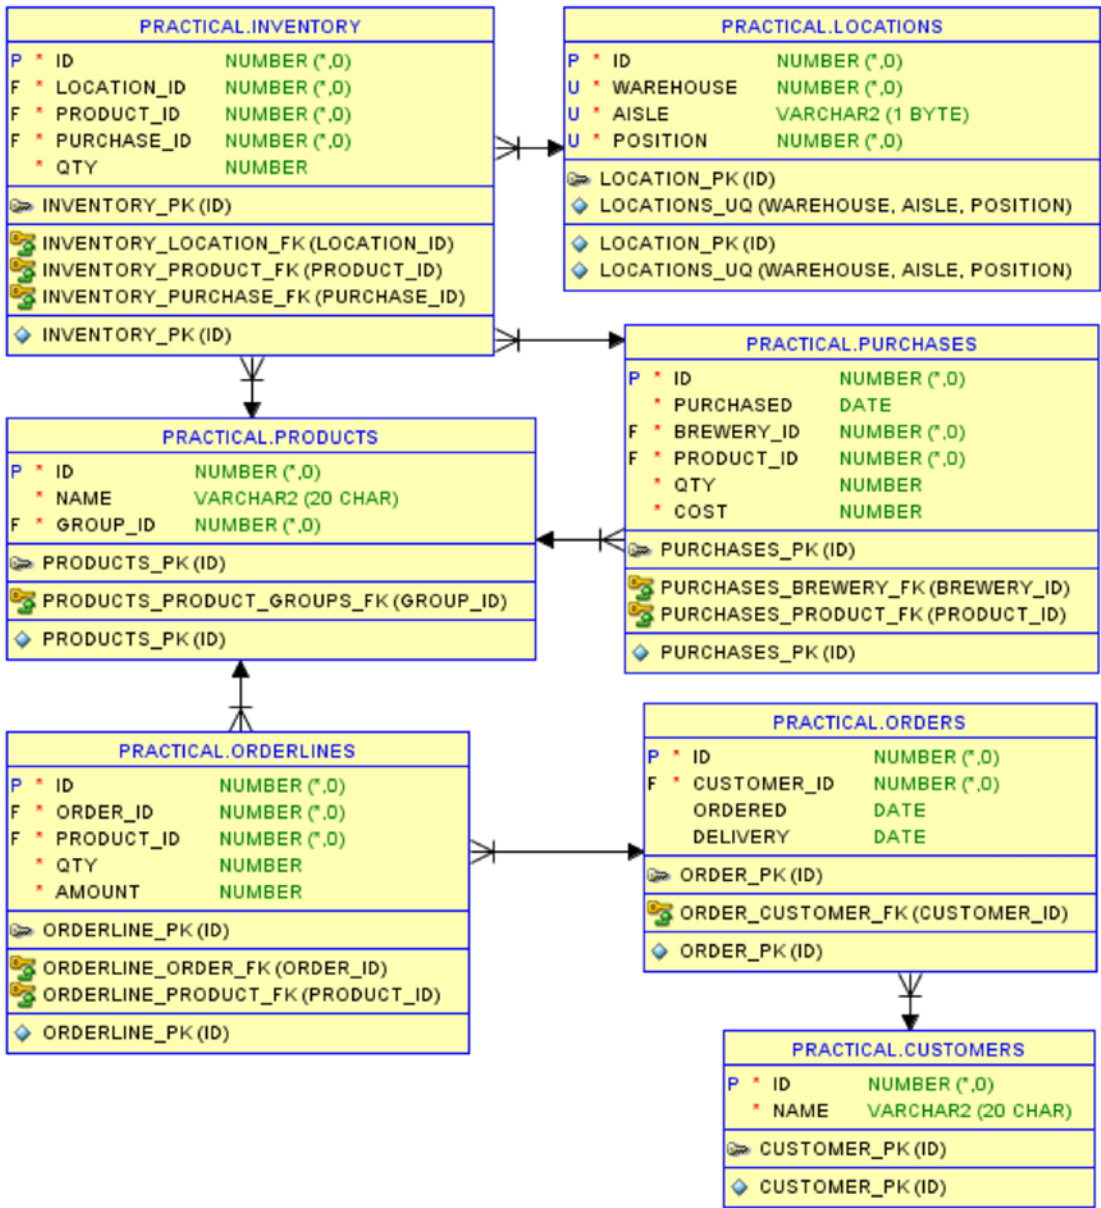 PRACTICAL.INVENTORY
P * ID NUMBER (*,0)
F * LOCATION_ID NUMBER (*,0)
F * PRODUCT_ID NUMBER (*,0)
F * PURCHASE_ID NUMBER (*,0)
* QTY NUMBER
INVENTORY_PK (ID)
INVENTORY_LOCATION_FK (LOCATION_ID)
INVENTORY_PRODUCT_FK (PRODUCT_ID)
INVENTORY_PURCHASE_FK (PURCHASE_ID)
INVENTORY_PK (ID)
PRACTICAL.LOCATIONS
P * ID NUMBER (*,0)
U * WAREHOUSE NUMBER (*,0)
U * AISLE VARCHAR2 (1 BYTE)
U * POSITION NUMBER (*,0)
LOCATION_PK (ID)
LOCATIONS_UQ (WAREHOUSE, AISLE, POSITION)
LOCATION_PK (ID)
LOCATIONS_UQ (WAREHOUSE, AISLE, POSITION)
PRACTICAL.PURCHASES
P * ID NUMBER (*,0)
* PURCHASED DATE
F * BREWERY_ID NUMBER (*,0)
F * PRODUCT_ID NUMBER (*,0)
* QTY NUMBER
* COST NUMBER
PURCHASES_PK (ID)
PURCHASES_BREWERY_FK (BREWERY_ID)
PURCHASES_PRODUCT_FK (PRODUCT_ID)
PURCHASES_PK (ID)
PRACTICAL.PRODUCTS
P * ID NUMBER (*,0)
* NAME VARCHAR2 (20 CHAR)
F * GROUP_ID NUMBER (*,0)
PRODUCTS_PK (ID)
PRODUCTS_PRODUCT_GROUPS_FK (GROUP_ID)
PRODUCTS_PK (ID)
PRACTICAL.ORDERLINES
P * ID NUMBER (*,0)
F * ORDER_ID NUMBER (*,0)
F * PRODUCT_ID NUMBER (*,0)
* QTY NUMBER
* AMOUNT NUMBER
ORDERLINE_PK (ID)
ORDERLINE_ORDER_FK (ORDER_ID)
ORDERLINE_PRODUCT_FK (PRODUCT_ID)
ORDERLINE_PK (ID)
PRACTICAL.ORDERS
P * ID NUMBER (*,0)
F * CUSTOMER_ID NUMBER (*,0)
ORDERED DATE
DELIVERY DATE
ORDER_PK (ID)
ORDER_CUSTOMER_FK (CUSTOMER_ID)
ORDER_PK (ID)
PRACTICAL.CUSTOMERS
P * ID NUMBER (*,0)
* NAME VARCHAR2 (20 CHAR)
CUSTOMER_PK (ID)
CUSTOMER_PK (ID)